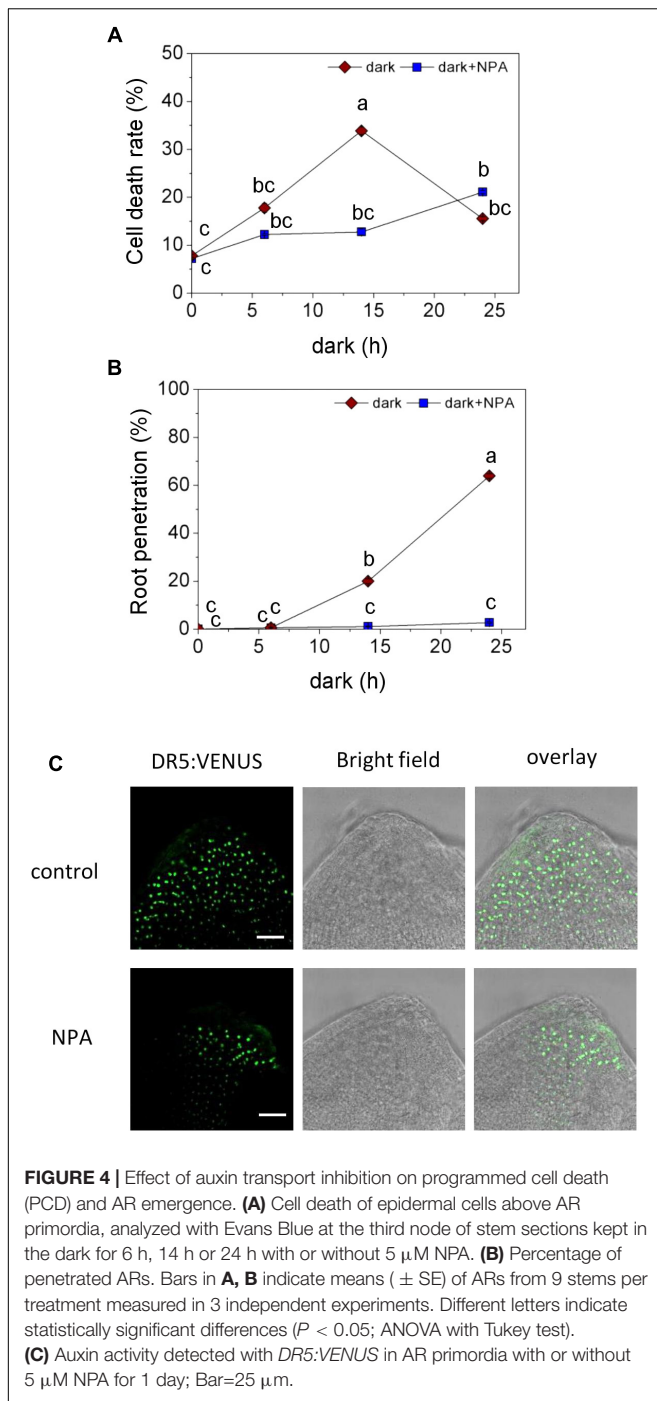 A
50
40
30
20
10
0
Cell death rate (%)
dark dark+NPA
a
b
bc bc
bc bc bc
c
c
0 5 10 15 20 25
dark (h)
B
100
80
60
40
20
0
Root penetration (%)
dark dark+NPA
a
b
c c c c
c c
0 5 10 15 20 25
dark (h)
C
DR5:VENUS Bright field overlay
control
NPA
FIGURE 4 | Effect of auxin transport inhibition on programmed cell death
(PCD) and AR emergence. (A) Cell death of epidermal cells above AR
primordia, analyzed with Evans Blue at the third node of stem sections kept in
the dark for 6 h, 14 h or 24 h with or without 5 μM NPA. (B) Percentage of
penetrated ARs. Bars in A, B indicate means ( ± SE) of ARs from 9 stems per
treatment measured in 3 independent experiments. Different letters indicate
statistically significant differences (P < 0.05; ANOVA with Tukey test).
(C) Auxin activity detected with DR5:VENUS in AR primordia with or without
5 μM NPA for 1 day; Bar=25 μm.